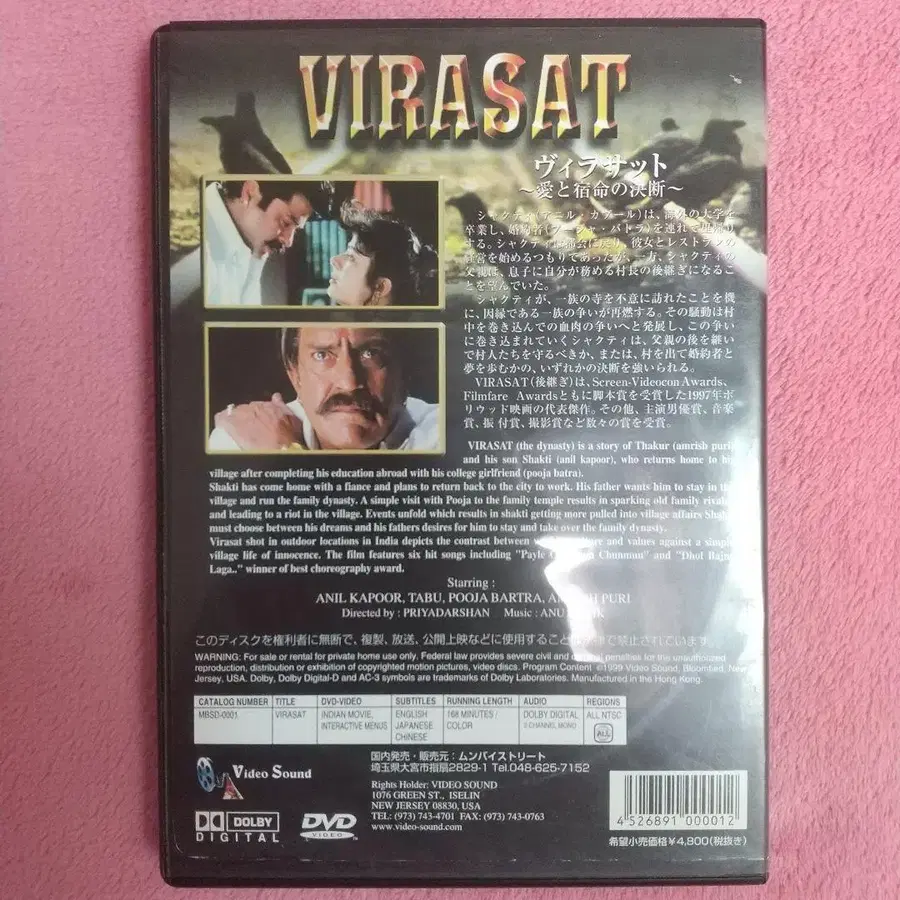 VIRASAT
ヴィラサット
～愛と宿命の決断～
シャクティ(アニル・カプール)は、海外の大学を
卒業し、婚約者(プージャ・バトラ)を連れて里帰り
する。シャクティは都会に戻り、彼女とレストランの
経営を始めるつもりであったが、一方、シャクティの
父親は、息子に自分が務める村長の後継ぎになるこ
とを望んでいた。
シャクティが、一族の寺を不意に訪れたことを機
に、因縁である一族の争いが再燃する。その騒動は村
中を巻き込んでの血肉の争いへと発展し、この争い
に巻き込まれていくシャクティは、父親の後を継い
で村人たちを守るべきか、または、村を出て婚約者と
夢を歩むかの、いずれかの決断を強いられる。
VIRASAT(後継ぎ)は、Screen-Videocon Awards、
Filmfare Awardsともに脚本賞を受賞した1997年ボ
リウッド映画の代表傑作。その他、主演男優賞、音楽
賞、振付賞、撮影賞など数々の賞を受賞。
VIRASAT (the dynasty) is a story of Thakur (amrish puri)
and his son Shakti (anil kapoor), who returns home to his
village after completing his education abroad with his college girlfriend (pooja batra).
Shakti has come home with a fiance and plans to return back to the city to work. His father wants him to stay in the
village and run the family dynasty. A simple visit with Pooja to the family temple results in sparking old family rivalry
and leading to a riot in the village. Events unfold which results in shakti getting more pulled into village affairs Shakti
must choose between his dreams and his fathers desires for him to stay and take over the family dynasty.
Virasat shot in outdoor locations in India depicts the contrast between and values against a simple
village life of innocence. The film features six hit songs including "Payle Chunmun" and "Dhol Bajne
Laga.." winner of best choreography award.
Starring :
ANIL KAPOOR, TABU, POOJA BARTRA, PURI
Directed by : PRIYADARSHAN Music :
このディスクを権利者に無断で、複製、放送、公開上映などに使用すること 禁止されています。
WARNING: For sale or rental for private home use only. Federal law provides severe civil and penalties for the unauthorized
reproduction, distribution or exhibition of copyrighted motion pictures, video discs. Program Content ©1999 Video Sound, Bloomfield, New
Jersey, USA. Dolby, Dolby Digital-D and AC-3 symbols are trademarks of Dolby Laboratories. Manufactured in the Hong Kong.
CATALOG NUMBER TITLE DVD-VIDEO SUBTITLES RUNNING LENGTH AUDIO REGIONS
MBSD-0001 VIRASAT INDIAN MOVIE, INTERACTIVE MENUS ENGLISH JAPANESE CHINESE 168 MINUTES / COLOR DOLBY DIGITAL 2 CHANNEL, MONO ALL NTSC
ALL
Video Sound
国内発売・販売元：ムンバイストリート
埼玉県大宮市指扇2829-1 Tel.048-625-7152
Rights Holder: VIDEO SOUND
1076 GREEN ST., ISELIN
NEW JERSEY 08830, USA
TEL: (973) 743-4701 FAX: (973) 743-0763
www.video-sound.com
DOLBY
DIGITAL
DVD
VIDEO
4 526891 000012
希望小売価格￥4,800(税抜き)